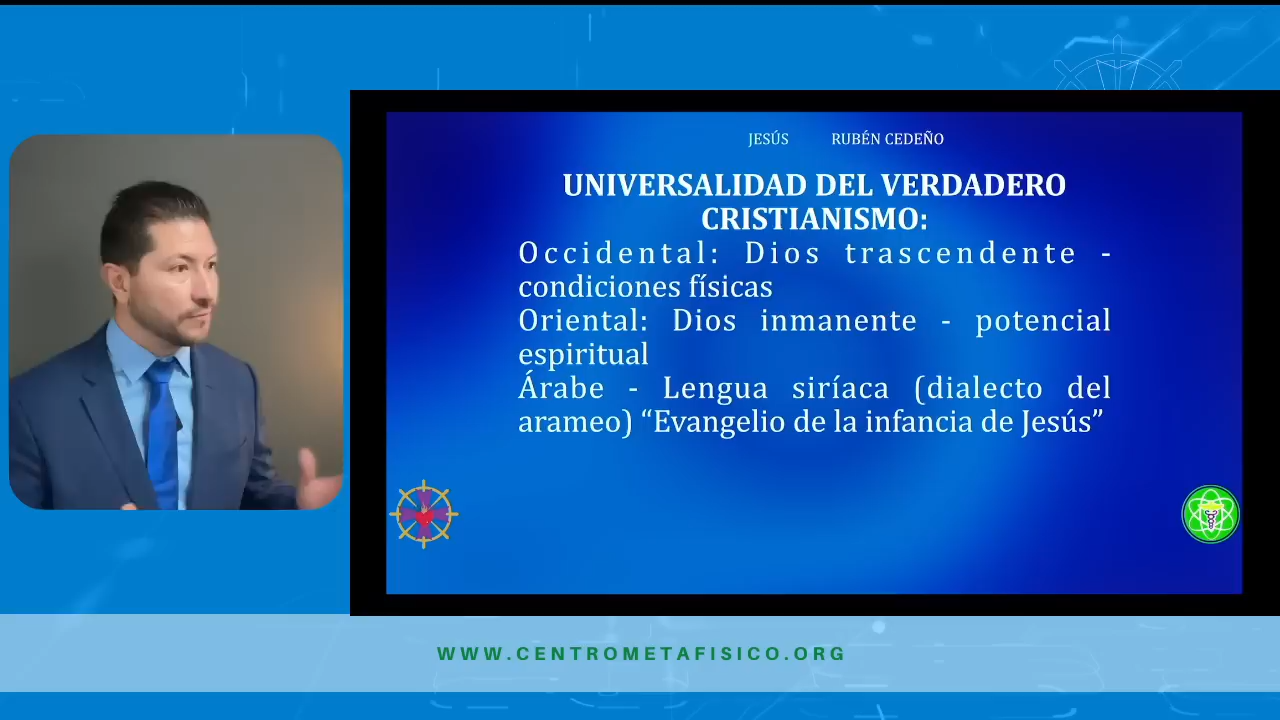 JESÚS RUBÉN CEDEÑO
UNIVERSALIDAD DEL VERDADERO
CRISTIANISMO:
Occidental: Dios trascendente -
condiciones físicas
Oriental: Dios inmanente - potencial
espiritual
Árabe - Lengua siríaca (dialecto del
arameo) “Evangelio de la infancia de Jesús”
WWW.CENTROMETAFISICO.ORG